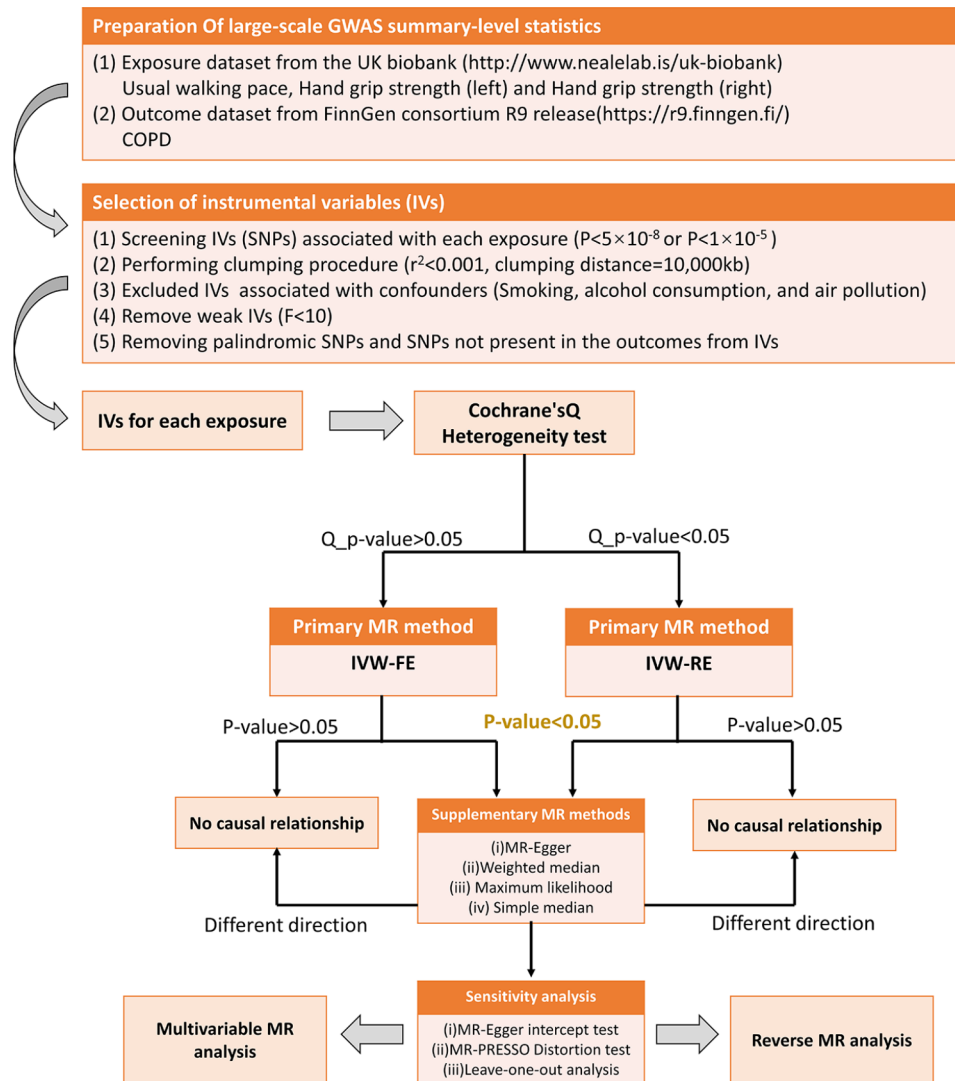 Preparation Of large-scale GWAS summary-level statistics
(1) Exposure dataset from the UK biobank (http://www.nealelab.is/uk-biobank)
Usual walking pace, Hand grip strength (left) and Hand grip strength (right)
(2) Outcome dataset from FinnGen consortium R9 release(https://r9.finngen.fi/)
COPD
Selection of instrumental variables (IVs)
(1) Screening IVs (SNPs) associated with each exposure (P<5×10⁻⁸ or P<1×10⁻⁵ )
(2) Performing clumping procedure (r²<0.001, clumping distance=10,000kb)
(3) Excluded IVs associated with confounders (Smoking, alcohol consumption, and air pollution)
(4) Remove weak IVs (F<10)
(5) Removing palindromic SNPs and SNPs not present in the outcomes from IVs
IVs for each exposure
Cochrane'sQ
Heterogeneity test
Q_p-value>0.05
Q_p-value<0.05
Primary MR method
IVW-FE
Primary MR method
IVW-RE
P-value>0.05
P-value<0.05
P-value>0.05
No causal relationship
Supplementary MR methods
(i)MR-Egger
(ii)Weighted median
(iii) Maximum likelihood
(iv) Simple median
No causal relationship
Different direction
Different direction
Multivariable MR
analysis
Sensitivity analysis
(i)MR-Egger intercept test
(ii)MR-PRESSO Distortion test
(iii)Leave-one-out analysis
Reverse MR analysis